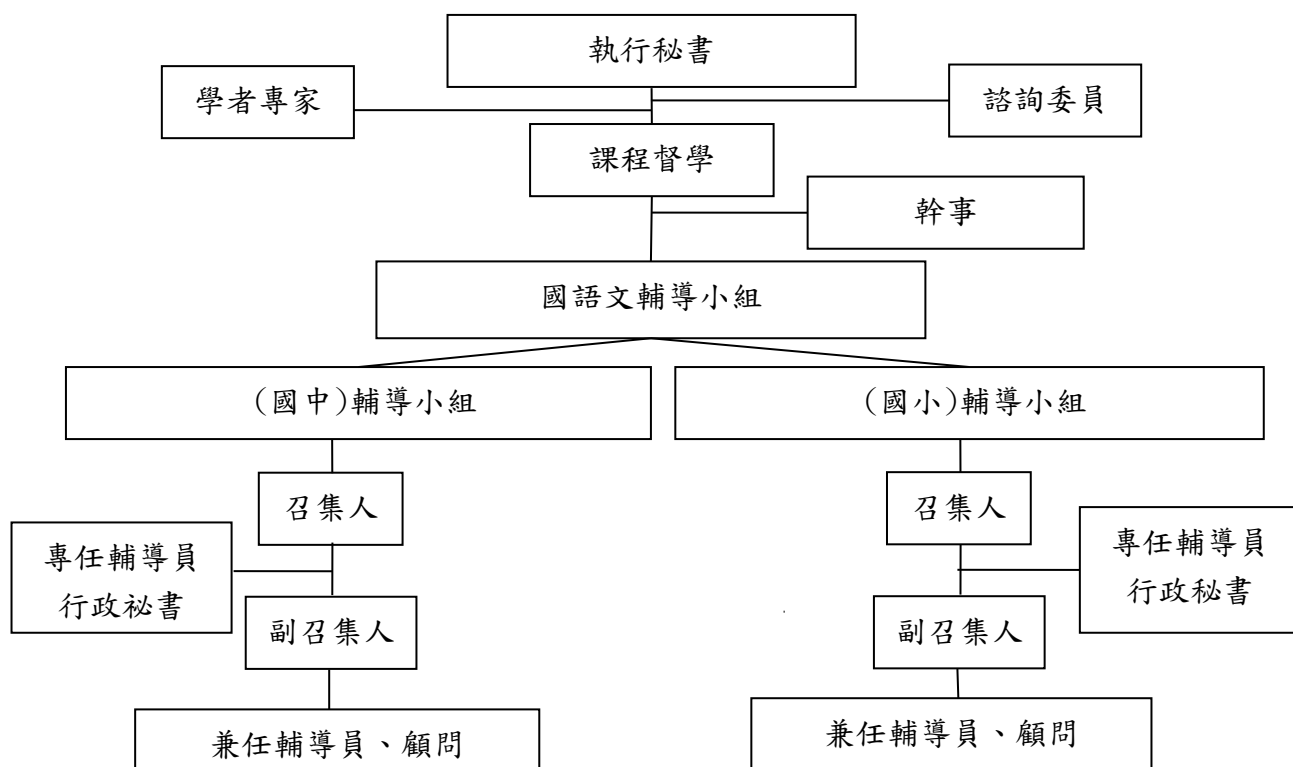 執行秘書
學者專家
諮詢委員
課程督學
幹事
國語文輔導小組
(國中)輔導小組
(國小)輔導小組
召集人
召集人
專任輔導員
行政祕書
專任輔導員
行政秘書
副召集人
副召集人
兼任輔導員、顧問
兼任輔導員、顧問